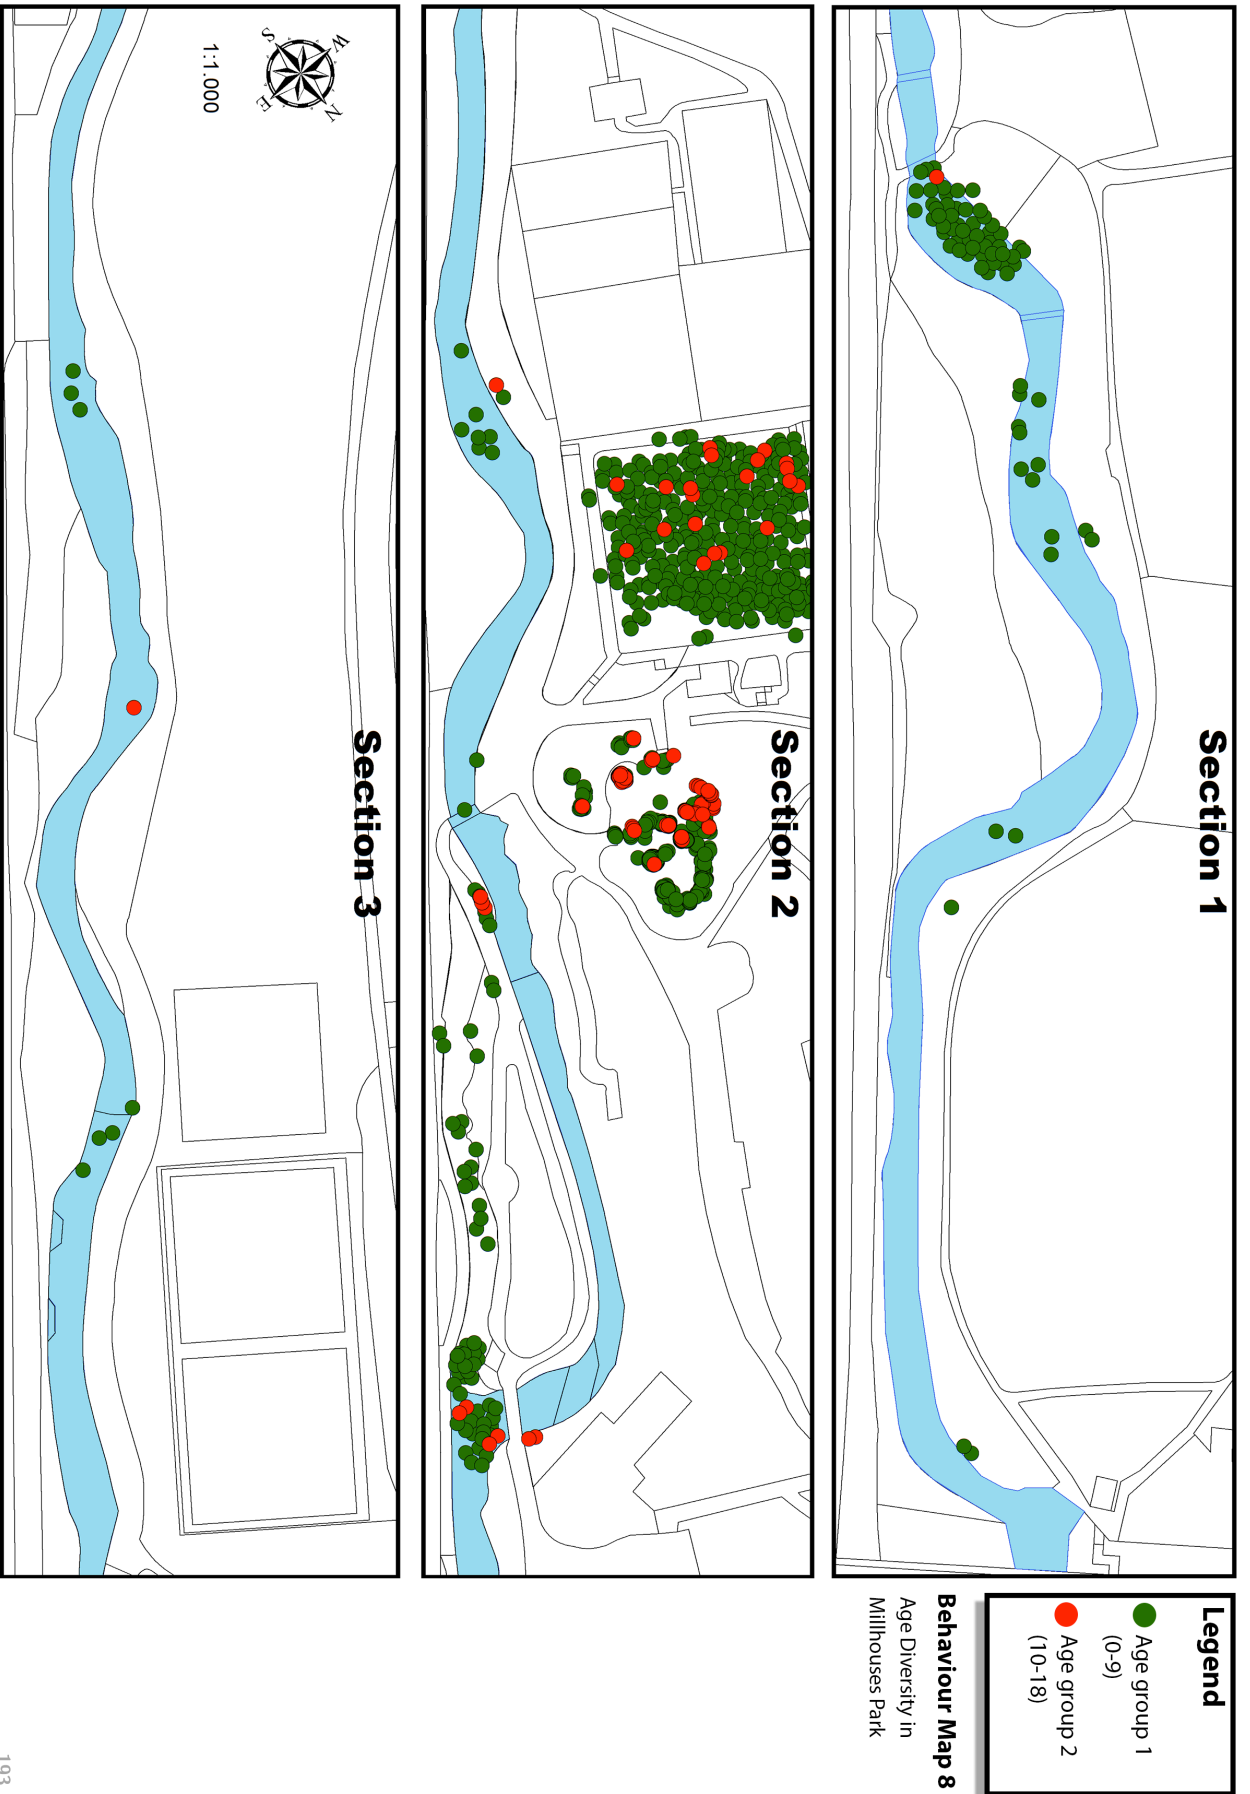 Section 1
Section 2
Section 3
S
W
E
N
1:1.000
Legend
Age group 1
(0-9)
Age group 2
(10-18)
Behaviour Map 8
Age Diversity in
Millhouses Park
193